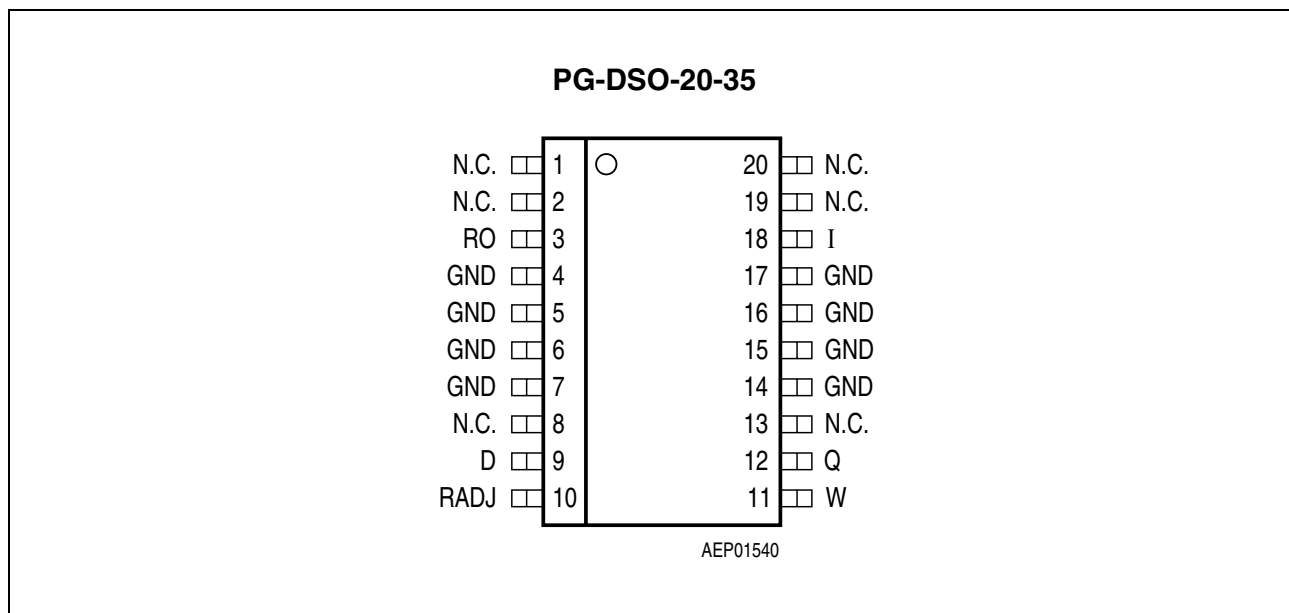 PG-DSO-20-35
N.C. 1 20 N.C.
N.C. 2 19 N.C.
RO 3 18 I
GND 4 17 GND
GND 5 16 GND
GND 6 15 GND
GND 7 14 GND
N.C. 8 13 N.C.
D 9 12 Q
RADJ 10 11 W
AEP01540